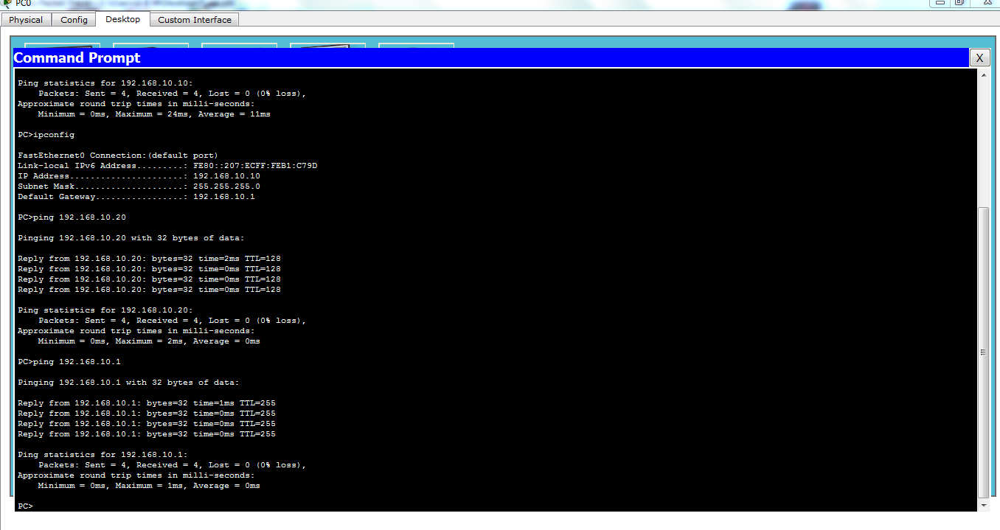 PC0
Physical
Config
Desktop
Custom Interface
Command Prompt
X
Ping statistics for 192.168.10.10:
    Packets: Sent = 4, Received = 4, Lost = 0 (0% loss),
Approximate round trip times in milli-seconds:
    Minimum = 0ms, Maximum = 24ms, Average = 11ms
PC>ipconfig
FastEthernet0 Connection:(default port)
Link-local IPv6 Address.........: FE80::207:ECFF:FEB1:C79D
IP Address......................: 192.168.10.10
Subnet Mask.....................: 255.255.255.0
Default Gateway.................: 192.168.10.1
PC>ping 192.168.10.20
Pinging 192.168.10.20 with 32 bytes of data:
Reply from 192.168.10.20: bytes=32 time=2ms TTL=128
Reply from 192.168.10.20: bytes=32 time=0ms TTL=128
Reply from 192.168.10.20: bytes=32 time=0ms TTL=128
Reply from 192.168.10.20: bytes=32 time=0ms TTL=128
Ping statistics for 192.168.10.20:
    Packets: Sent = 4, Received = 4, Lost = 0 (0% loss),
Approximate round trip times in milli-seconds:
    Minimum = 0ms, Maximum = 2ms, Average = 0ms
PC>ping 192.168.10.1
Pinging 192.168.10.1 with 32 bytes of data:
Reply from 192.168.10.1: bytes=32 time=1ms TTL=255
Reply from 192.168.10.1: bytes=32 time=0ms TTL=255
Reply from 192.168.10.1: bytes=32 time=0ms TTL=255
Reply from 192.168.10.1: bytes=32 time=0ms TTL=255
Ping statistics for 192.168.10.1:
    Packets: Sent = 4, Received = 4, Lost = 0 (0% loss),
Approximate round trip times in milli-seconds:
    Minimum = 0ms, Maximum = 1ms, Average = 0ms
PC>